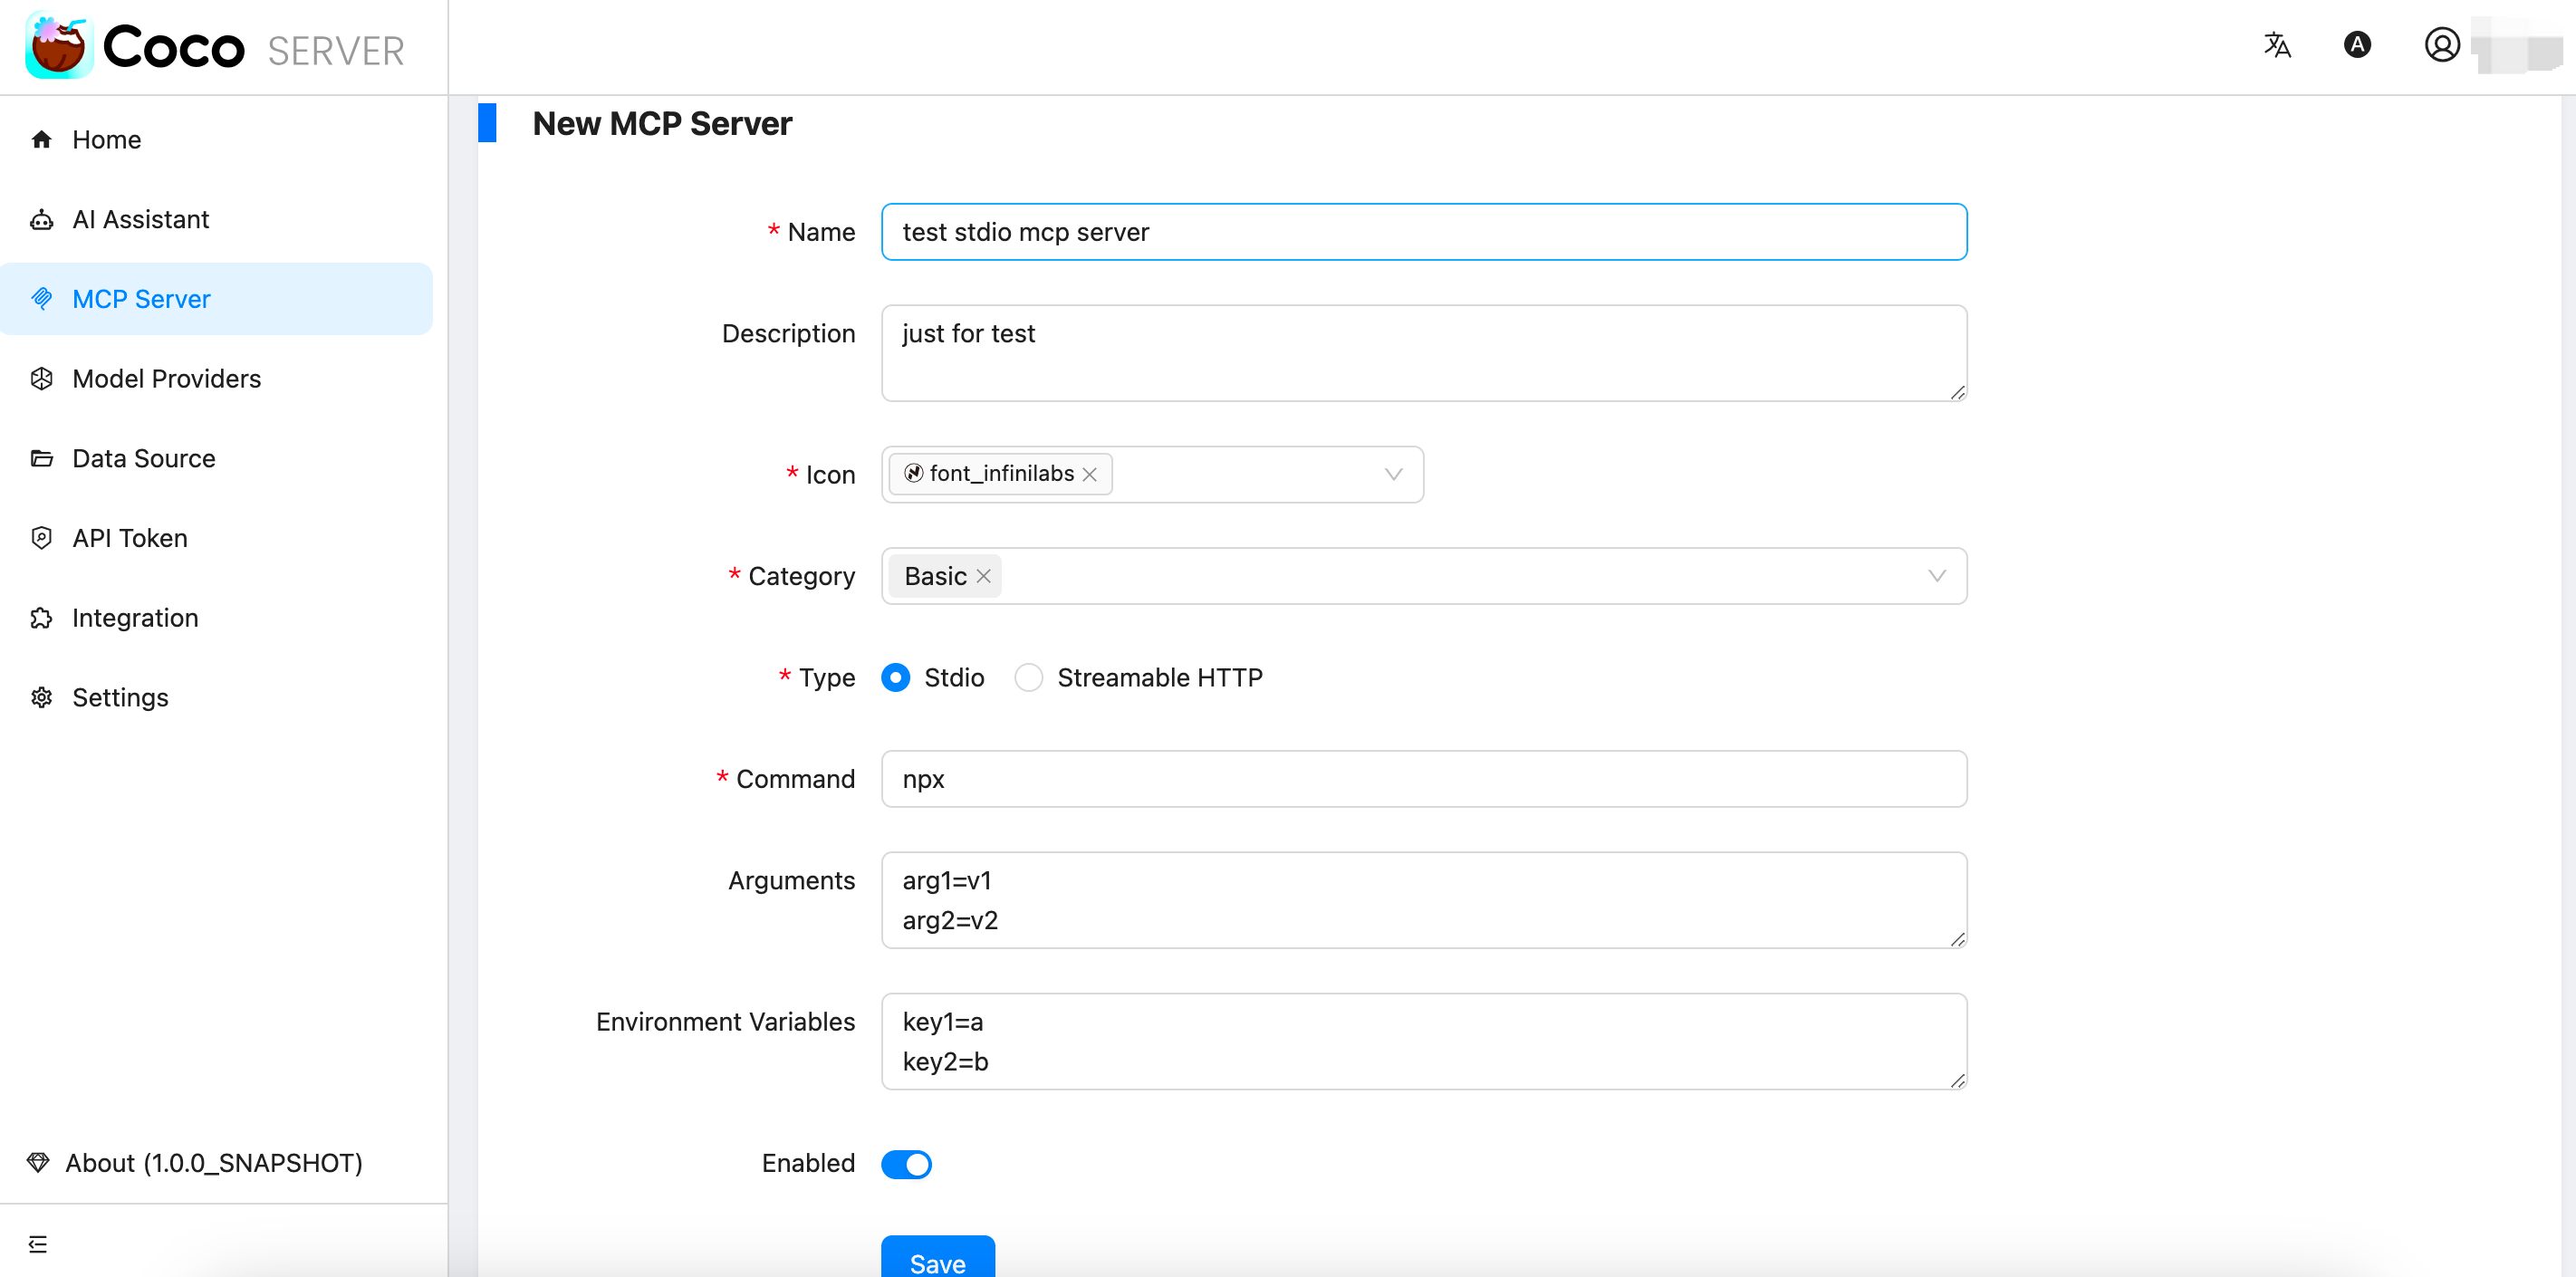 Coco SERVER
Home
AI Assistant
MCP Server
Model Providers
Data Source
API Token
Integration
Settings
About (1.0.0_SNAPSHOT)
文A
A
New MCP Server
* Name
test stdio mcp server
Description
just for test
* Icon
font_infinilabs
* Category
Basic
* Type
Stdio
Streamable HTTP
* Command
npx
Arguments
arg1=v1
arg2=v2
Environment Variables
key1=a
key2=b
Enabled
Save